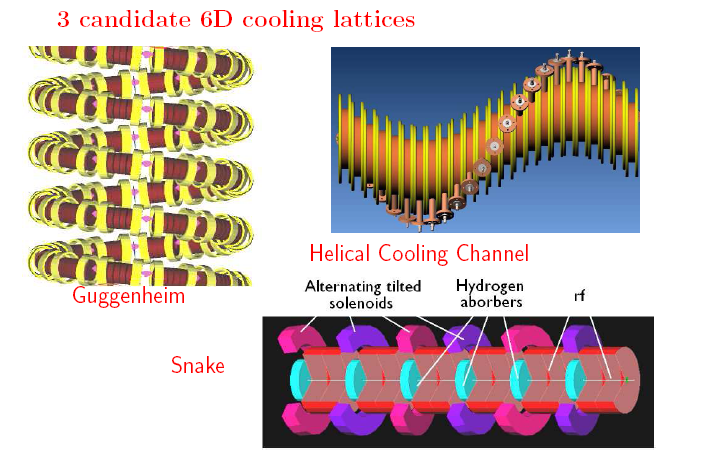 3 candidate 6D cooling lattices
Helical Cooling Channel
Guggenheim
Alternating tilted
solenoids
Hydrogen
aborbers
rf
Snake